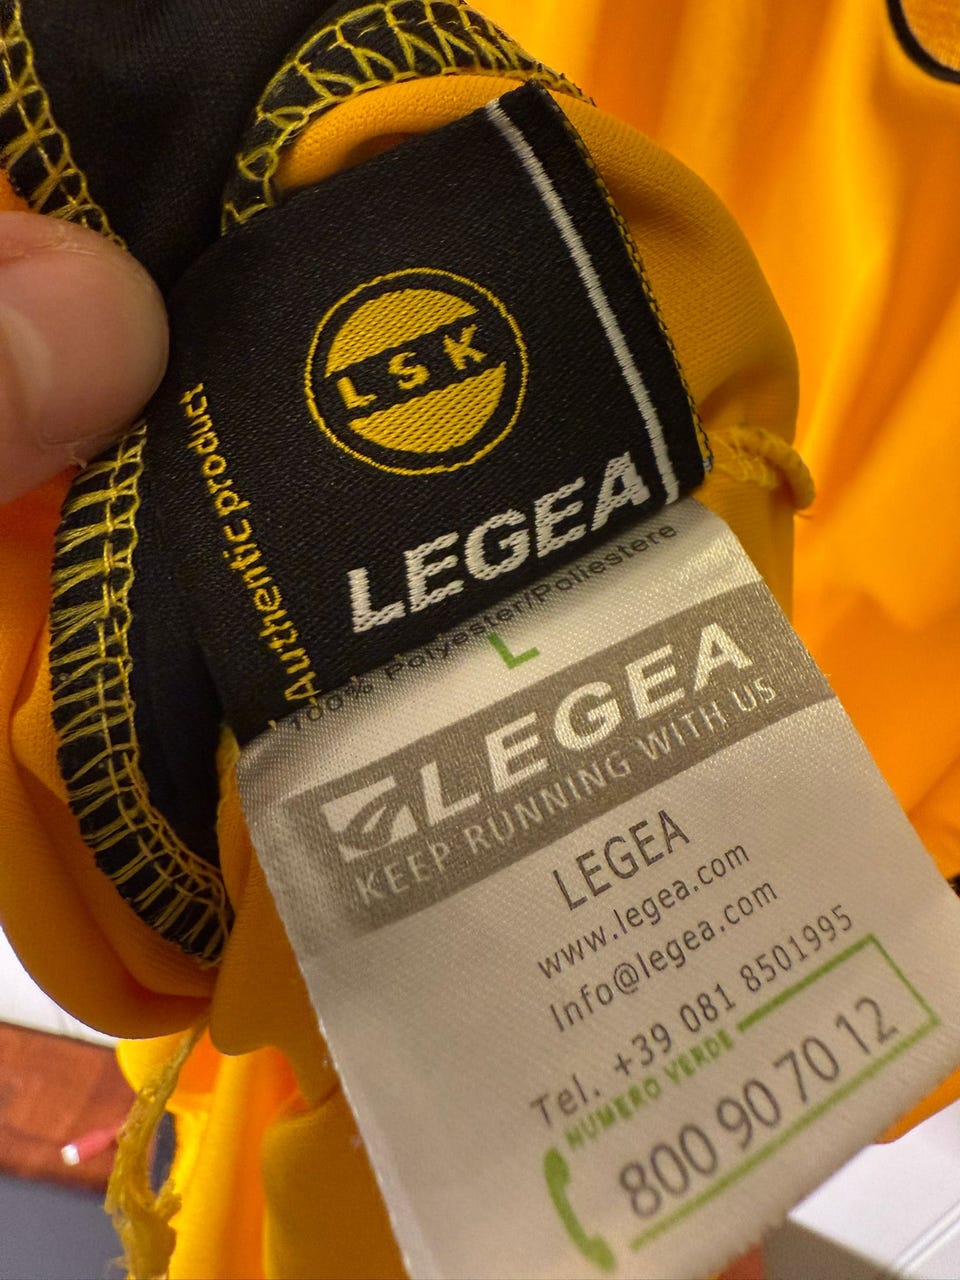 LSK
Authentic product
LEGEA
100% Polyester/Poliestere
L
LEGEA
KEEP RUNNING WITH US
LEGEA
www.legea.com
Info@legea.com
Tel. +39 081 8501995
NUMERO VERDE
800 90 70 12